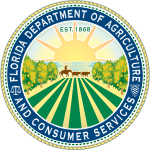 FLORIDA DEPARTMENT OF AGRICULTURE
EST. 1868
AND CONSUMER SERVICES